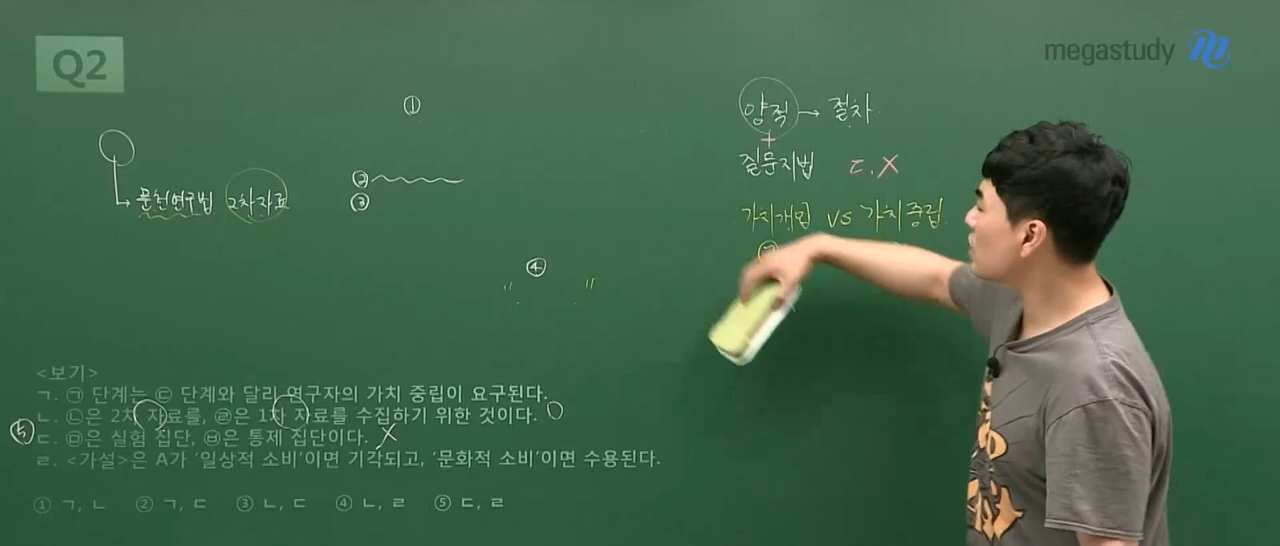 Q2
megastudy
①
양적 → 절차
+
질문지법 ㄷ.X
문헌연구법 2차자료
②
③
가치개입 vs 가치중립
④
" "
<보기>
ㄱ. ㉠ 단계는 ㉢ 단계와 달리 연구자의 가치 중립이 요구된다.
ㄴ. ㉡은 2차 자료를, ㉣은 1차 자료를 수집하기 위한 것이다. O
⑤ ㄷ. ㉤은 실험 집단, ㉥은 통제 집단이다. X
ㄹ. <가설>은 A가 '일상적 소비'이면 기각되고, '문화적 소비'이면 수용된다.
① ㄱ, ㄴ ② ㄱ, ㄷ ③ ㄴ, ㄷ ④ ㄴ, ㄹ ⑤ ㄷ, ㄹ